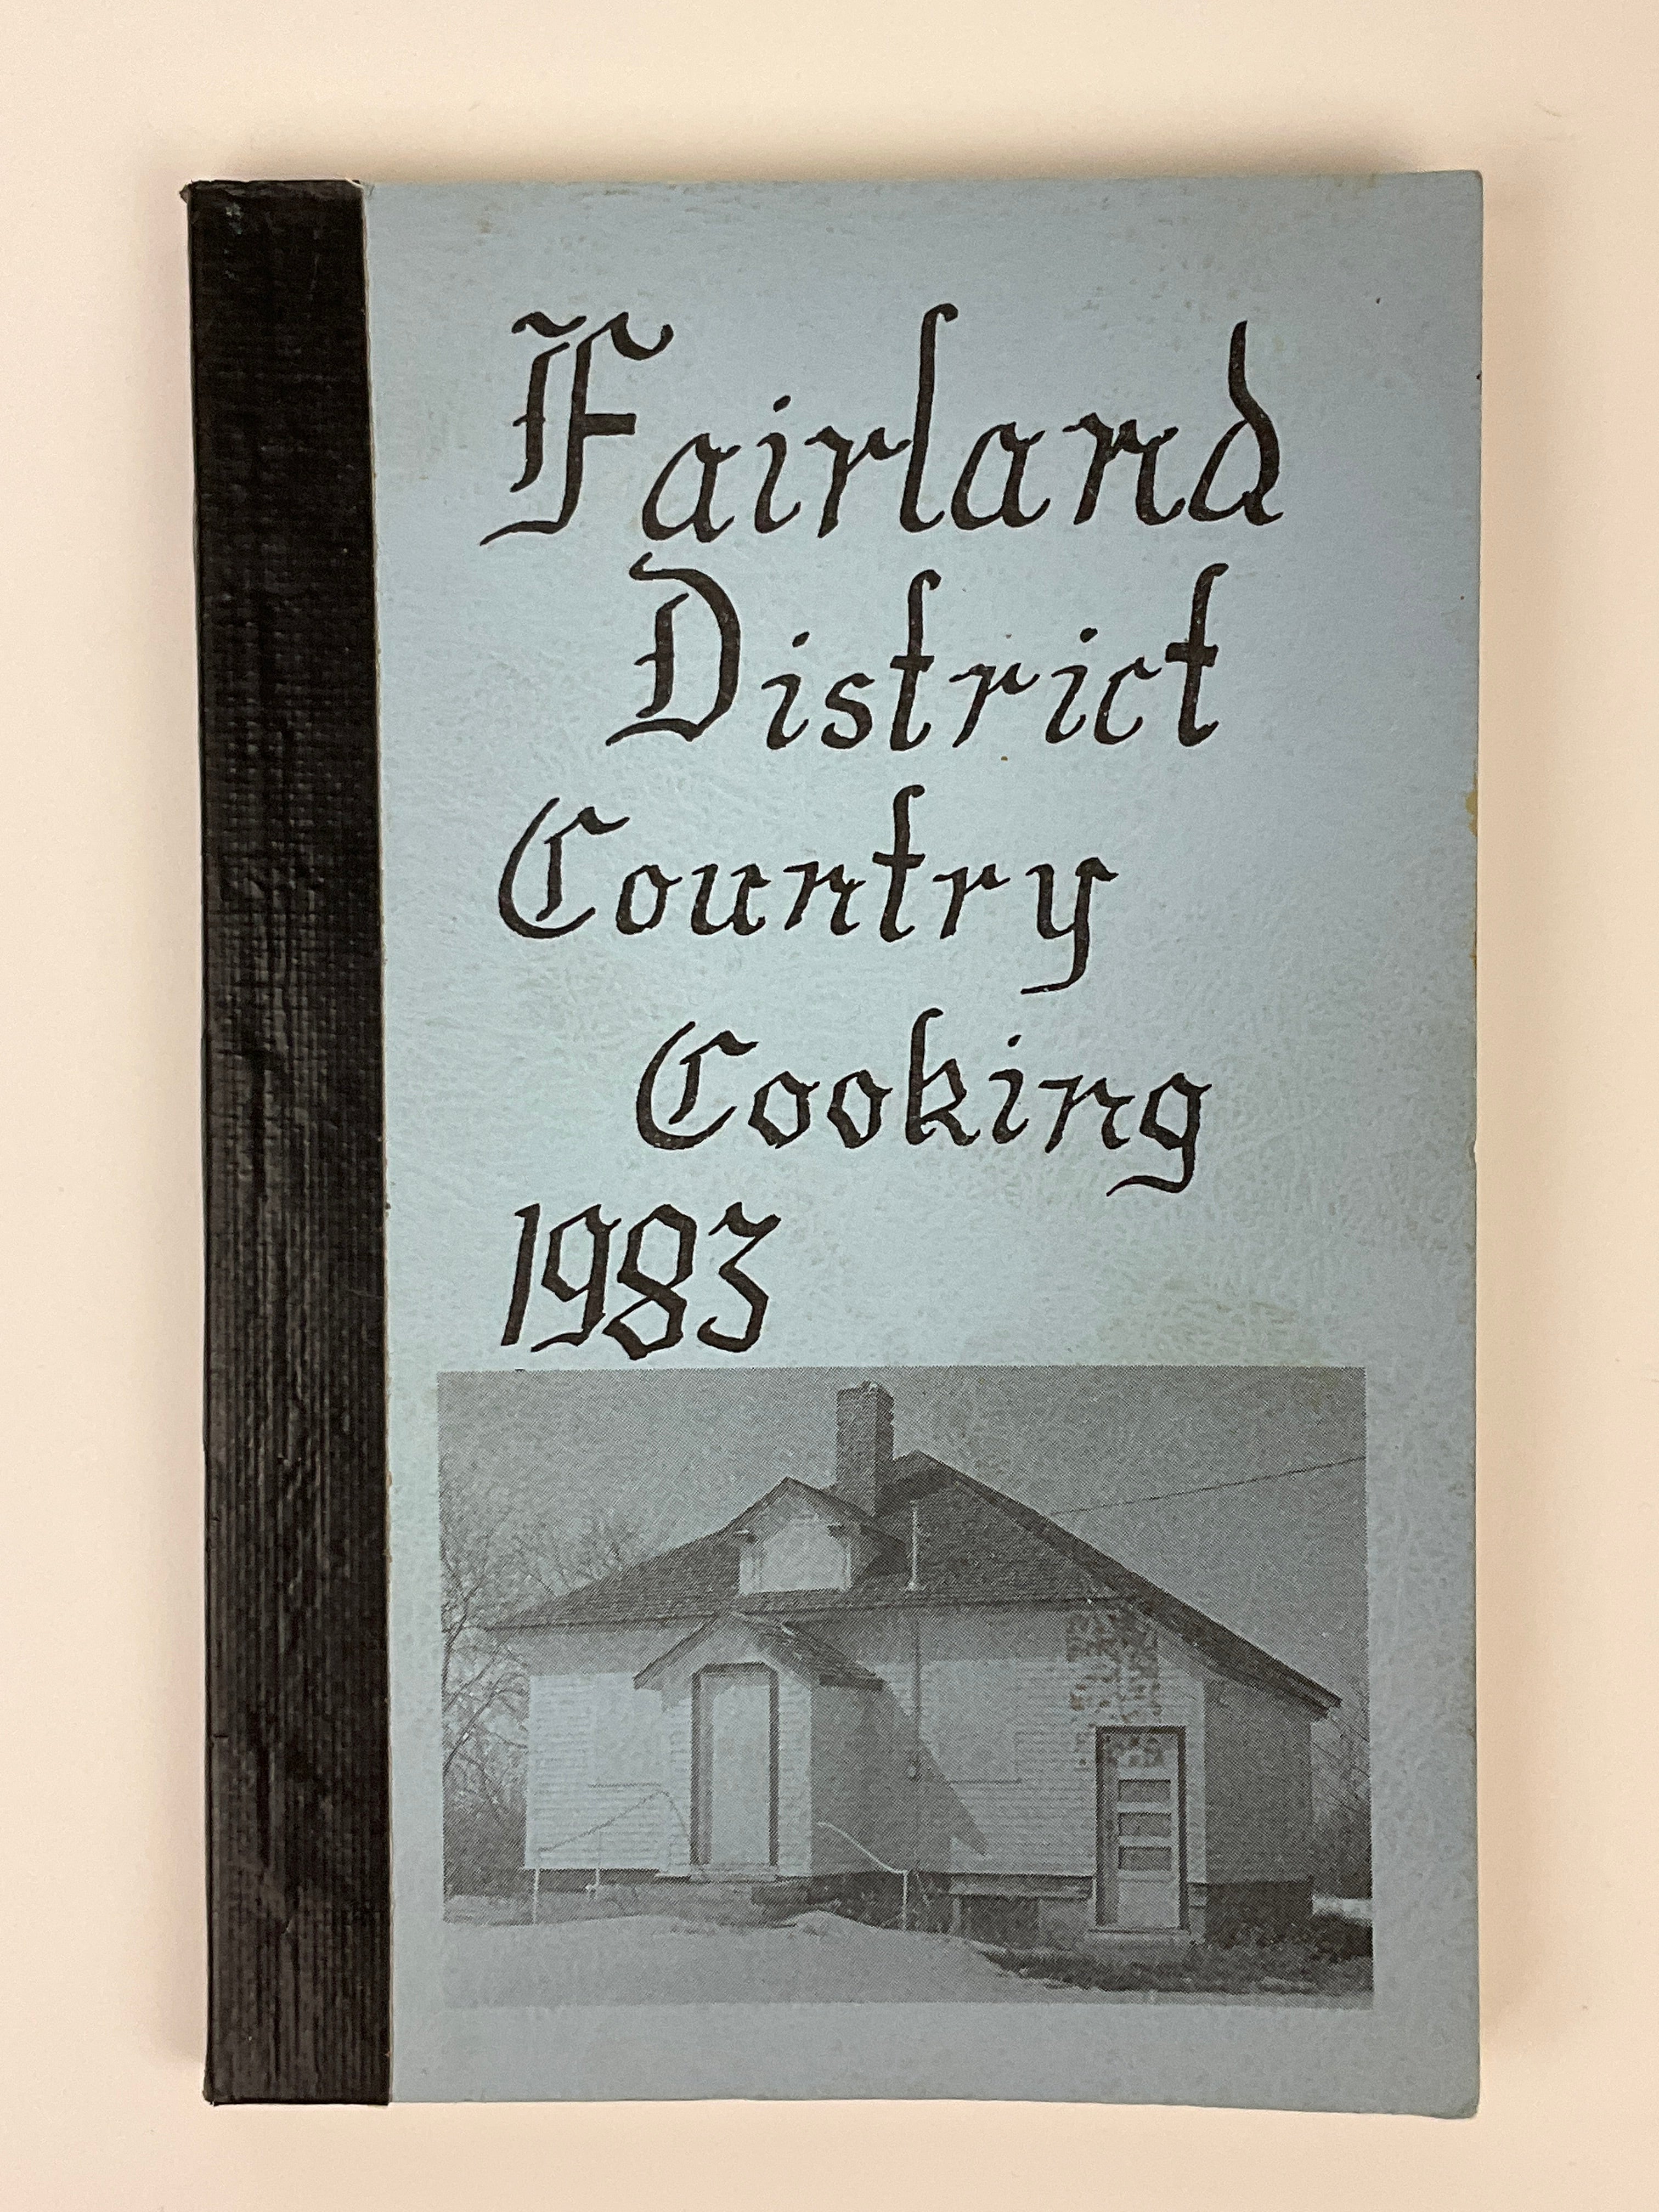 Fairland
District
Country
Cooking
1983